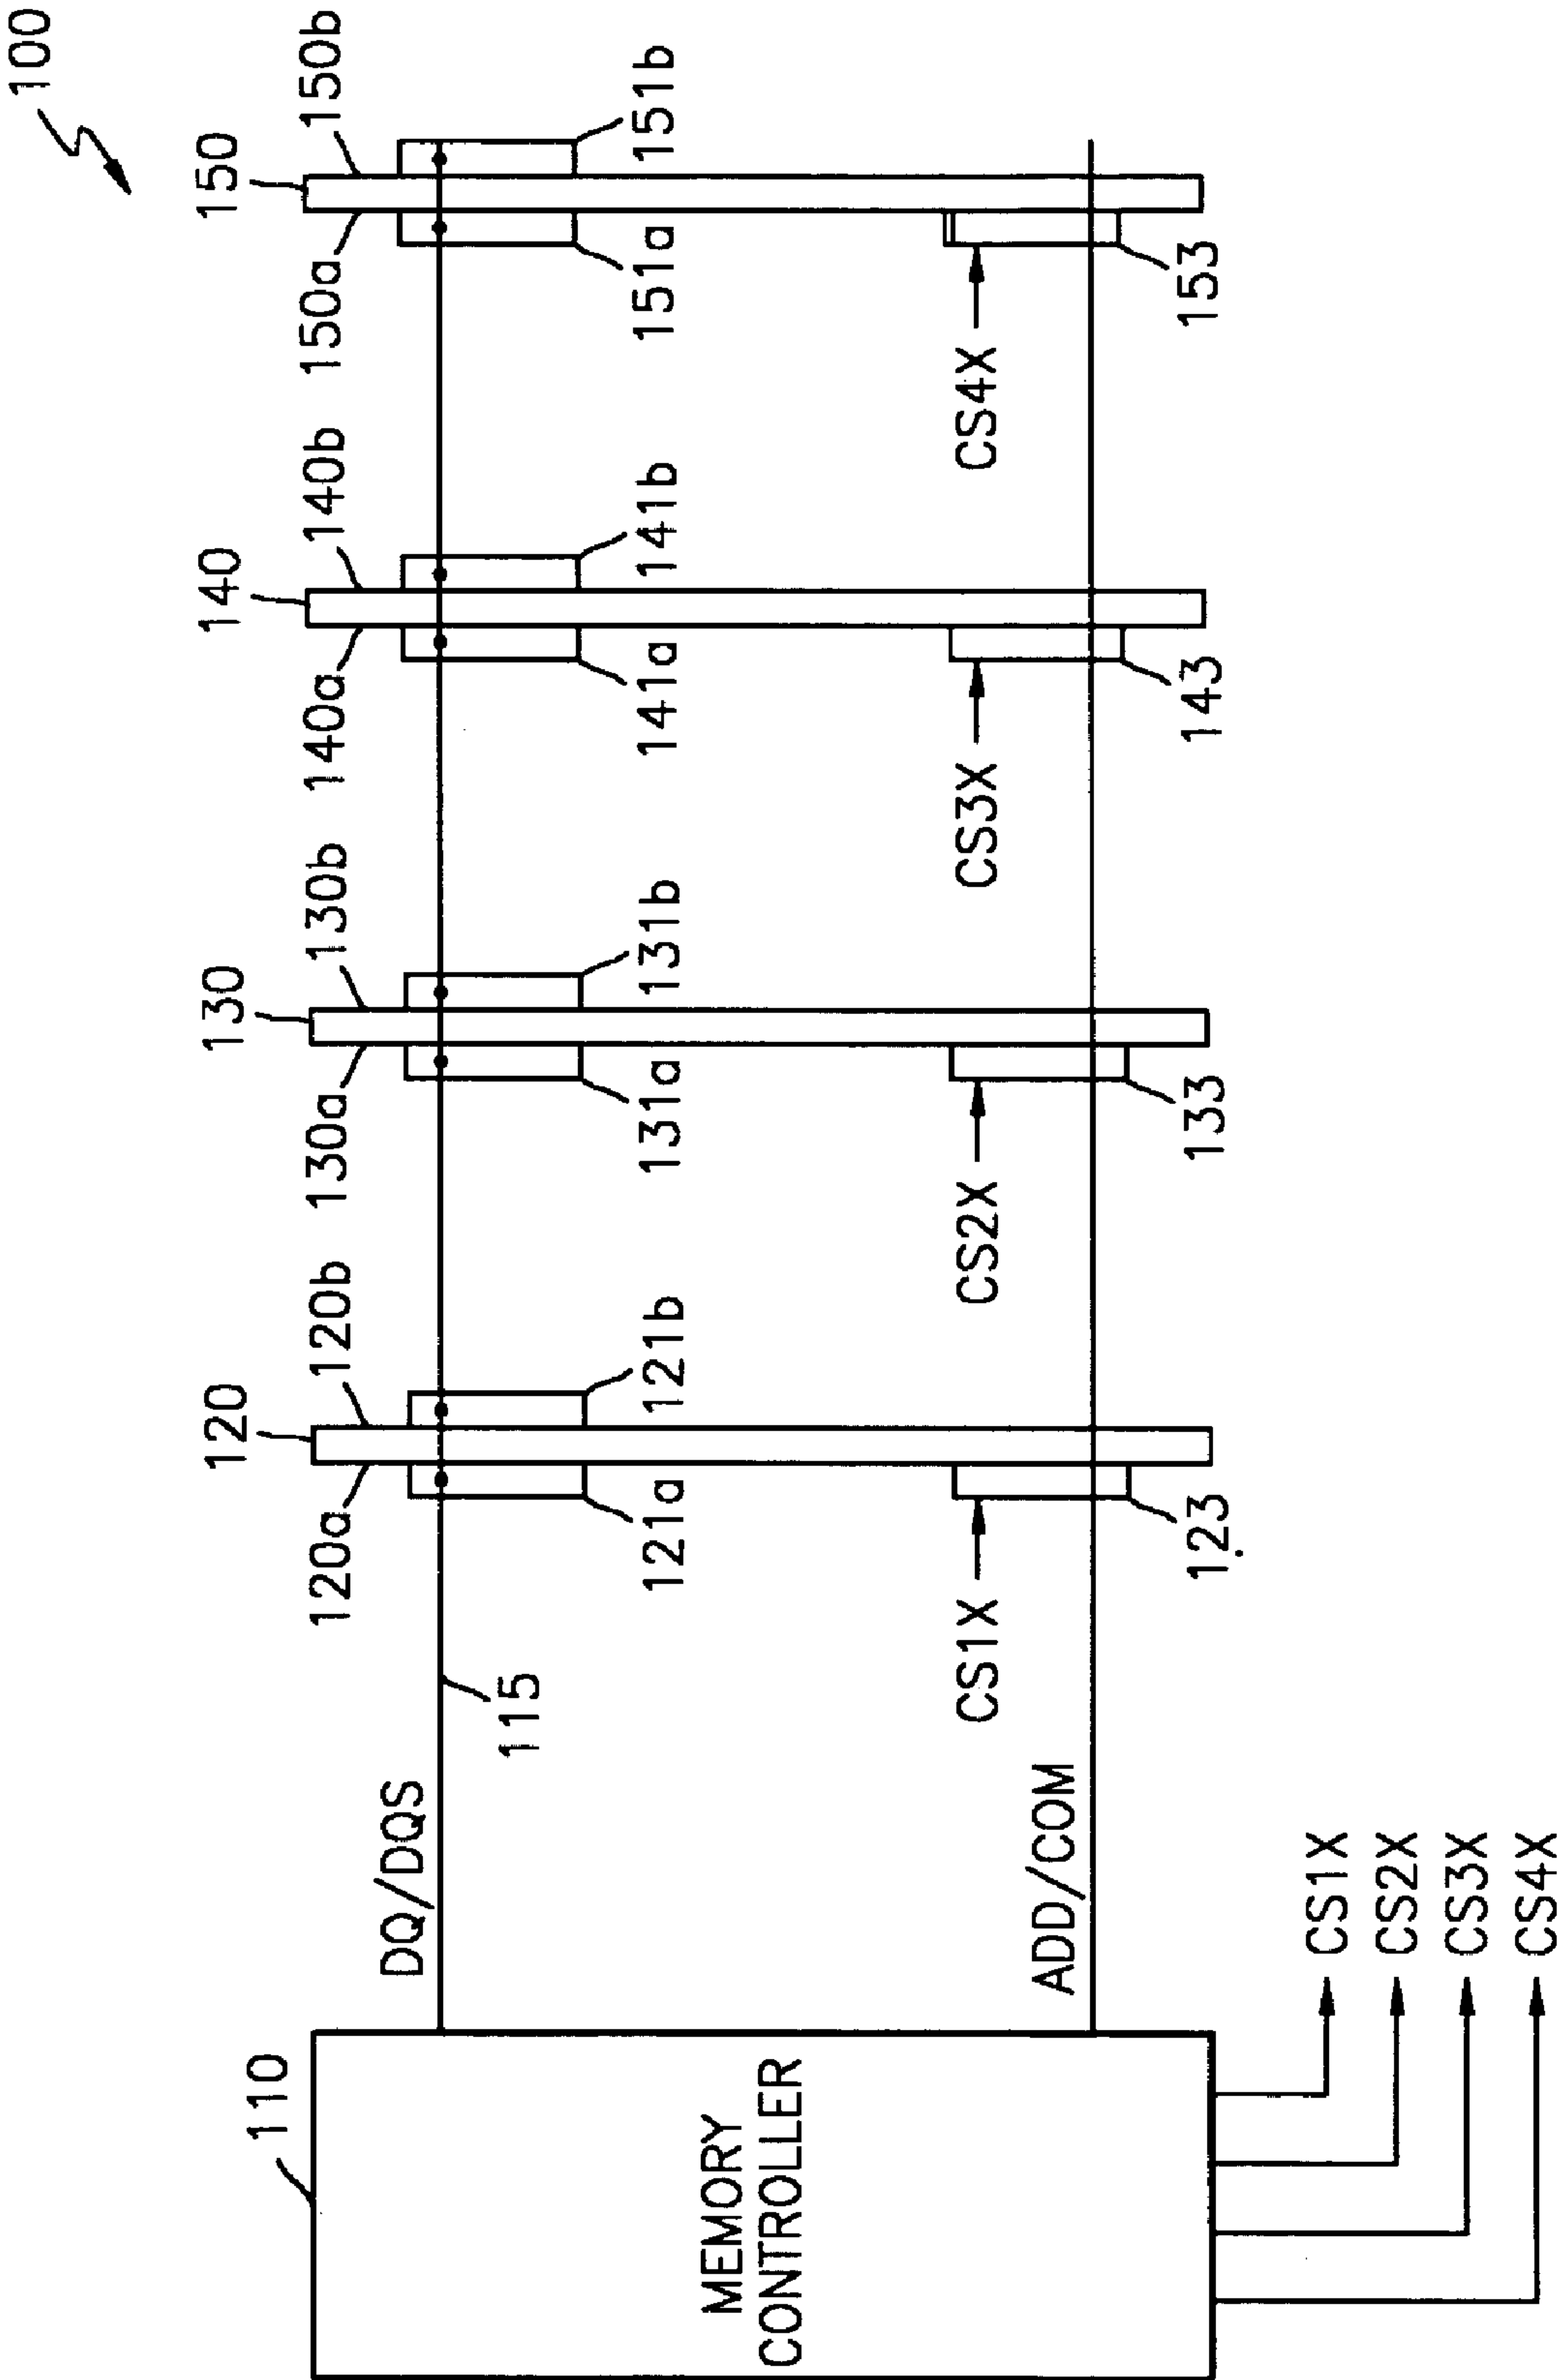 100
110
120
130
140
150
120a
120b
130a
130b
140a
140b
150a
150b
DQ/DQS
115
121a
121b
131a
131b
141a
141b
151a
151b
MEMORY
CONTROLLER
CS1X
CS2X
CS3X
CS4X
ADD/COM
123
133
143
153
CS1X
CS2X
CS3X
CS4X